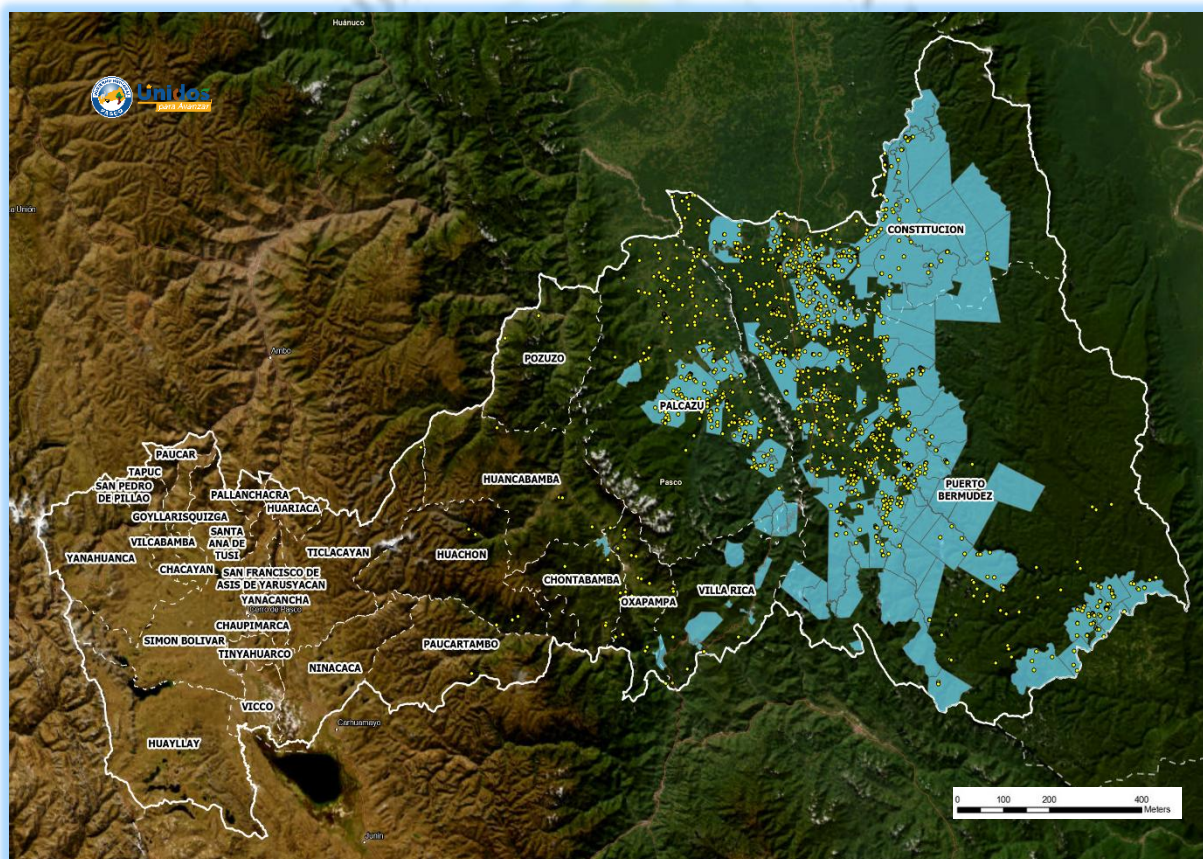 Huánuco
GOBIERNO REGIONAL
PASCO
Unidos
para Avanzar
La Unión
CONSTITUCION
Ambo
POZUZO
PALCAZÚ
PAUCAR
TAPUC
SAN PEDRO
DE PILLAO
PALLANCHACRA
HUARIACA
GOYLLARISQUIZGA
HUANCABAMBA
Pasco
PUERTO
BERMUDEZ
VILCABAMBA
SANTA
ANA DE
TUSI
YANAHUANCA
TICLACAYAN
HUACHON
CHACAYAN
SAN FRANCISCO DE
ASIS DE YARUSYACAN
CHONTABAMBA
VILLA RICA
YANACANCHA
OXAPAMPA
Cerro de Pasco
CHAUPIMARCA
SIMON BOLIVAR
PAUCARTAMBO
TINYAHUARCO
NINACACA
VICCO
Carhuamayo
HUAYLLAY
Junín
0 100 200 400
Meters